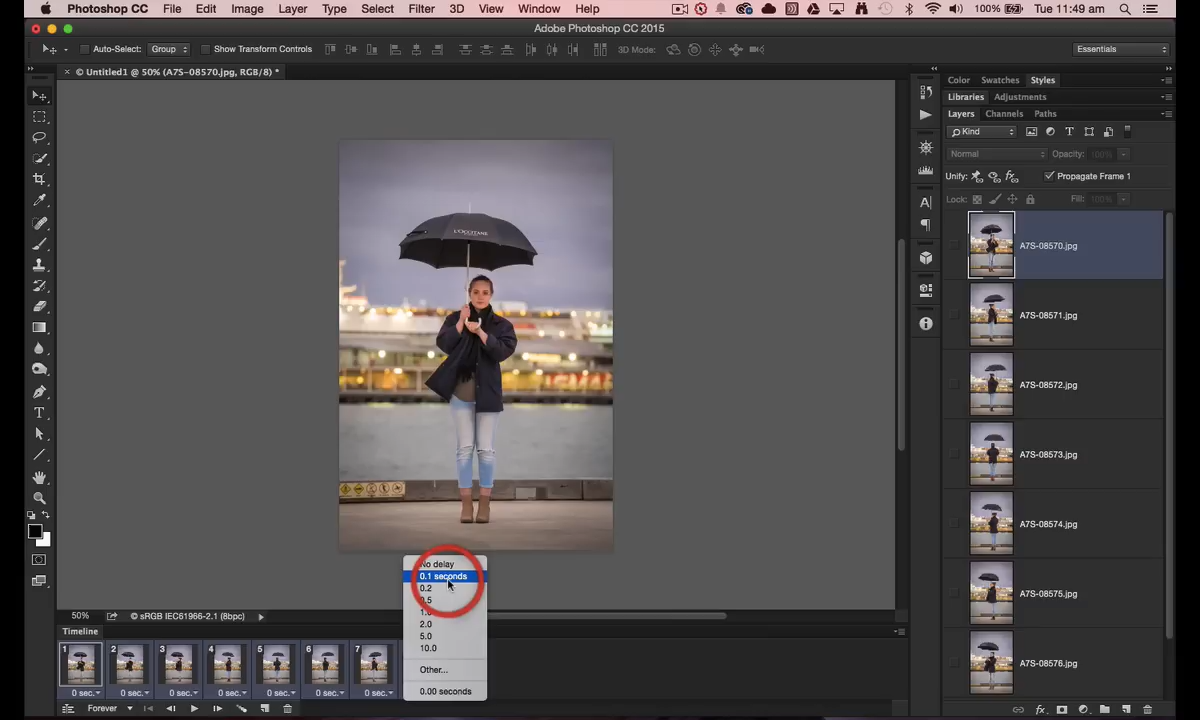 Photoshop CC File Edit Image Layer Type Select Filter 3D View Window Help 100% Tue 11:49 am
Adobe Photoshop CC 2015
Auto-Select: Group Show Transform Controls 3D Mode: Essentials
× © Untitled1 @ 50% (A7S-08570.jpg, RGB/8) *
Color Swatches Styles
Libraries Adjustments
Layers Channels Paths
Kind
Normal Opacity: 100%
Unify: Propagate Frame 1
Lock: Fill: 100%
A7S-08570.jpg
A7S-08571.jpg
A7S-08572.jpg
A7S-08573.jpg
A7S-08574.jpg
A7S-08575.jpg
A7S-08576.jpg
L'OCCITANE
No delay
0.1 seconds
0.2
0.5
1.0
2.0
5.0
10.0
Other...
0.00 seconds
50% © sRGB IEC61966-2.1 (8bpc)
Timeline
1 2 3 4 5 6 7
0 sec. 0 sec. 0 sec. 0 sec. 0 sec. 0 sec. 0 sec.
Forever